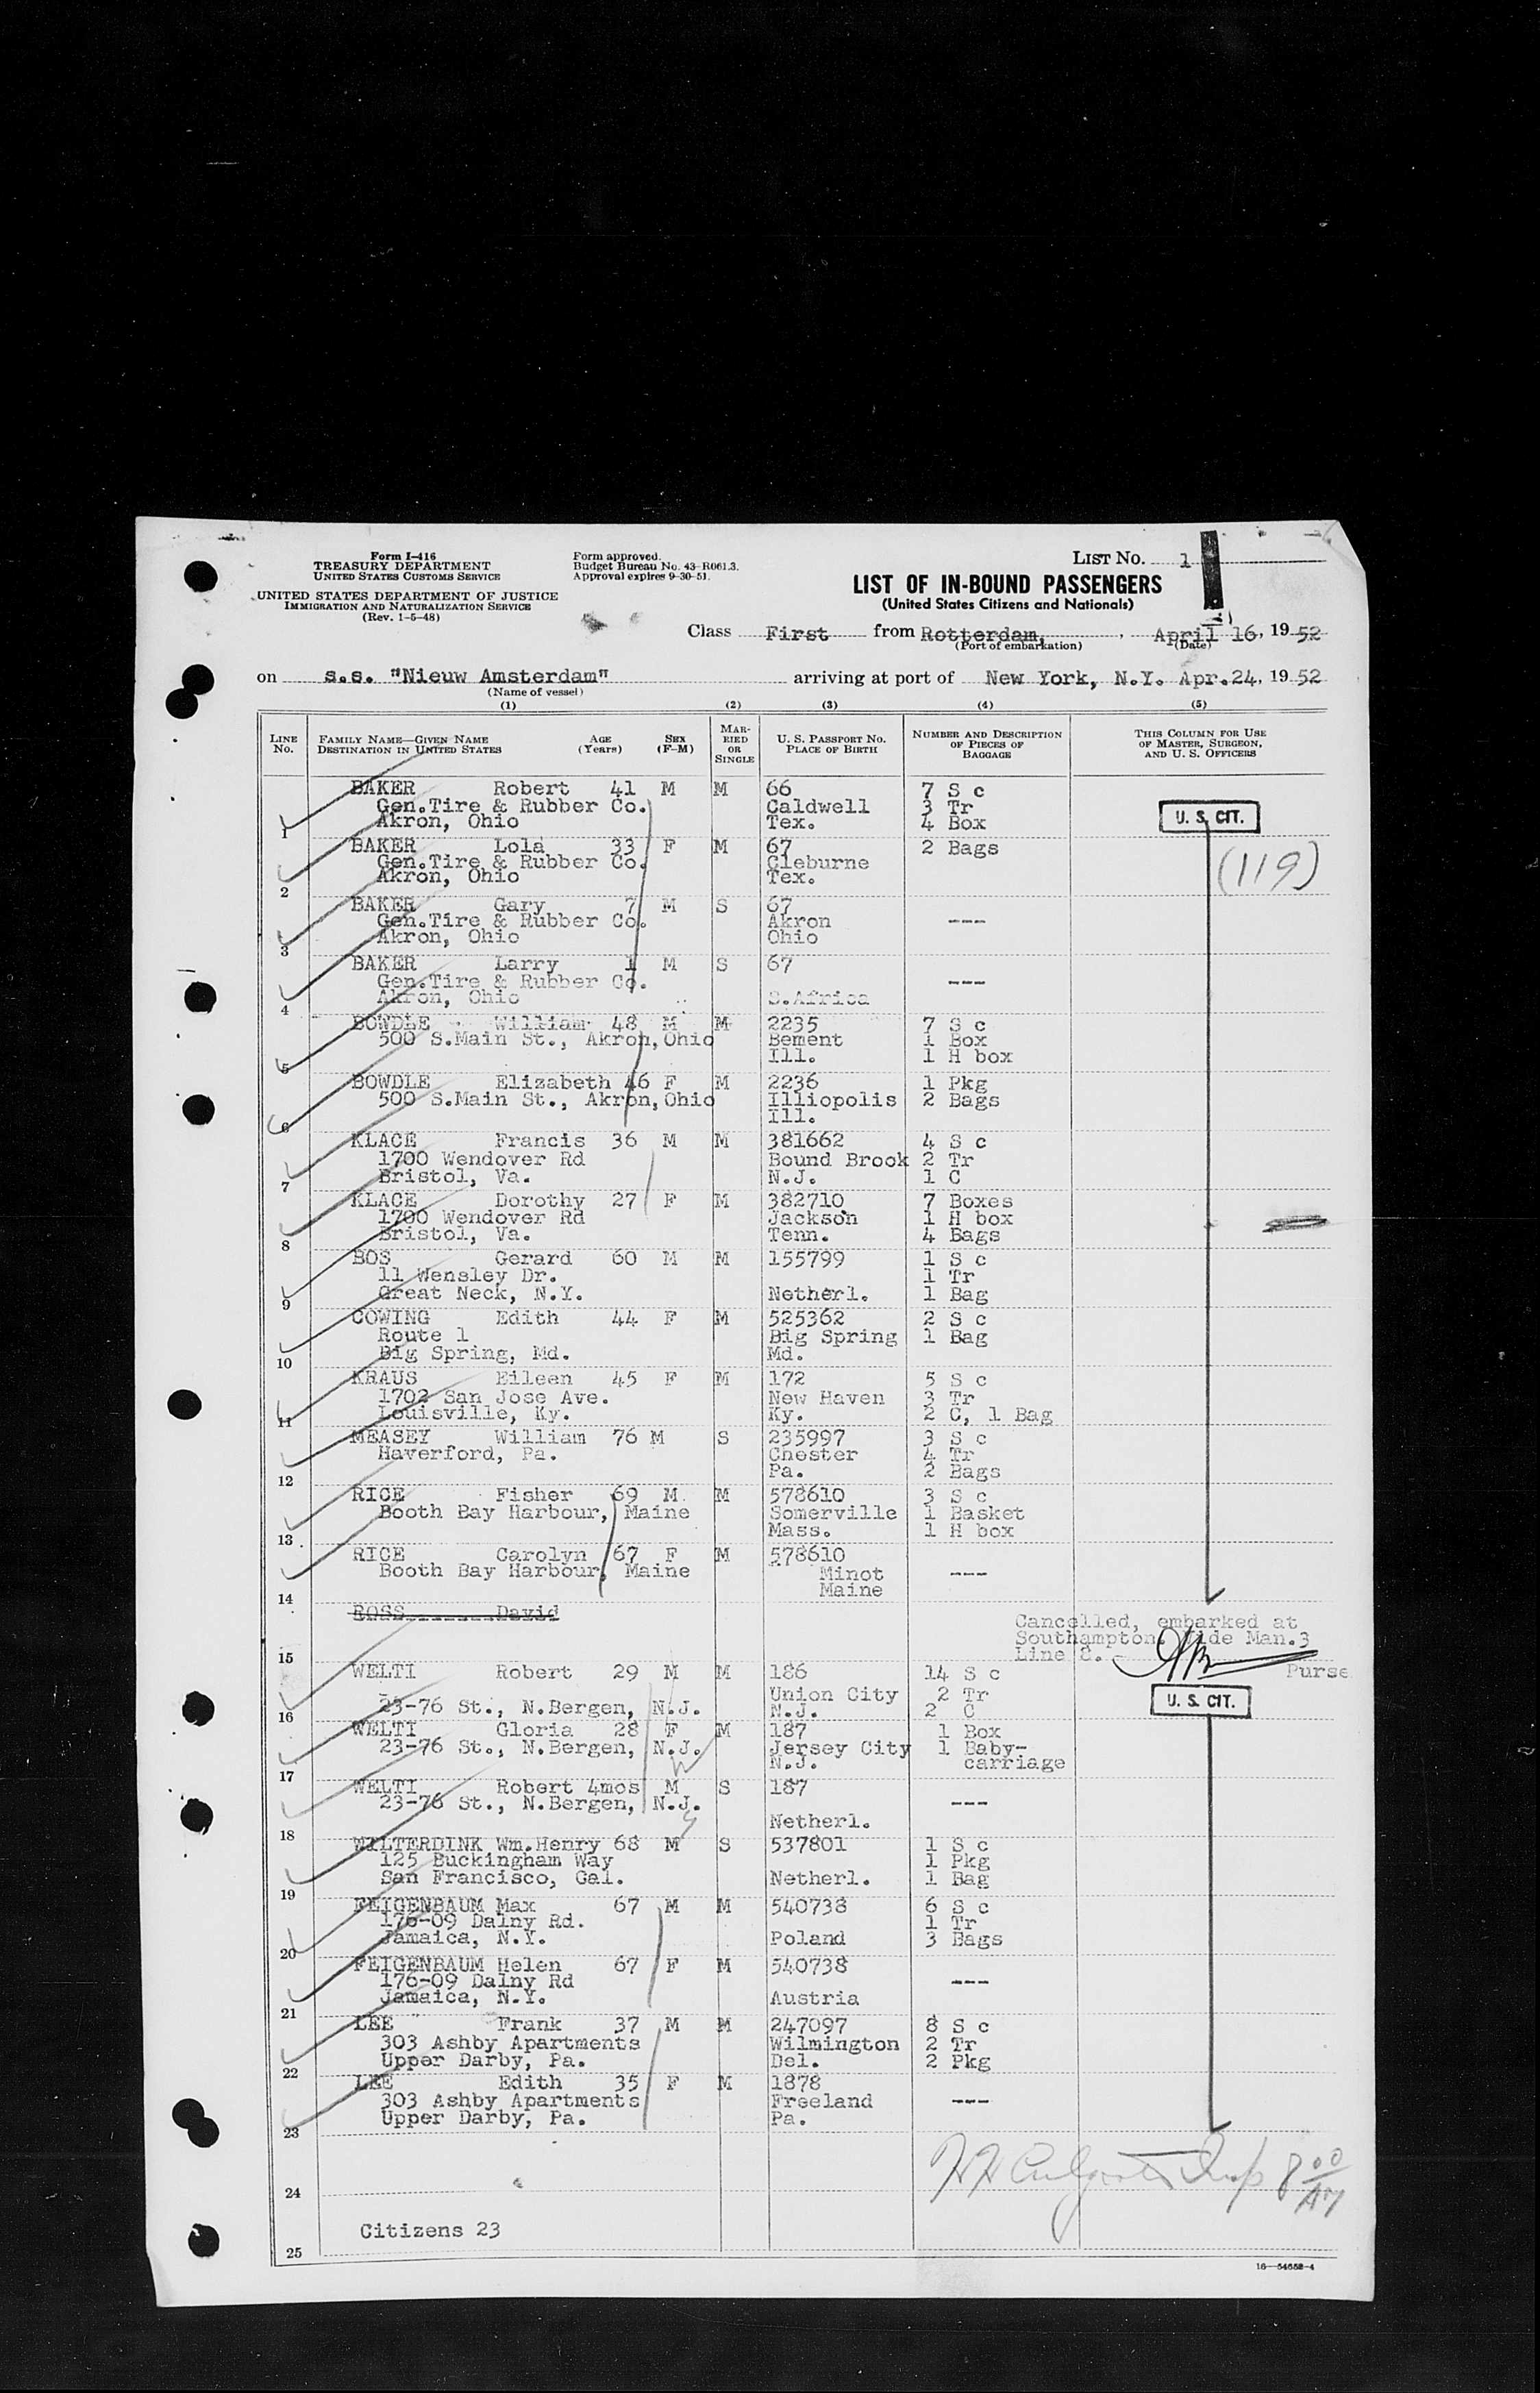 Form I-416
TREASURY DEPARTMENT
UNITED STATES CUSTOMS SERVICE
UNITED STATES DEPARTMENT OF JUSTICE
IMMIGRATION AND NATURALIZATION SERVICE
(Rev. 1-5-48)
Form approved.
Budget Bureau No. 43-R061.3.
Approval expires 9-30-51.
LIST NO. 1
LIST OF IN-BOUND PASSENGERS
(United States Citizens and Nationals)
Class First from Rotterdam, April 16, 1952
(Port of embarkation) (Date)
on s.s. "Nieuw Amsterdam" arriving at port of New York, N.Y. Apr.24, 1952
(Name of vessel)
(1) (2) (3) (4) (5)
LINE NO. FAMILY NAME—GIVEN NAME DESTINATION IN UNITED STATES AGE (Years) SEX (F-M) MARRIED OR SINGLE U. S. PASSPORT NO. PLACE OF BIRTH NUMBER AND DESCRIPTION OF PIECES OF BAGGAGE THIS COLUMN FOR USE OF MASTER, SURGEON, AND U. S. OFFICERS
BAKER Robert 41 M M 66 7 S c
Gen.Tire & Rubber Co. Caldwell 3 Tr
1 Akron, Ohio Tex. 4 Box U. S. CIT.
BAKER Lola 33 F M 67 2 Bags
Gen.Tire & Rubber Co. Cleburne (119)
2 Akron, Ohio Tex.
BAKER Gary 7 M S 67
Gen.Tire & Rubber Co. Akron ---
3 Akron, Ohio Ohio
BAKER Larry 1 M S 67
Gen.Tire & Rubber Co. ---
4 Akron, Ohio S.Africa
BOWDLE William 48 M M 2235 7 S c
500 S.Main St., Akron, Ohio Bement 1 Box
5 Ill. 1 H box
BOWDLE Elizabeth 46 F M 2236 1 Pkg
500 S.Main St., Akron, Ohio Illiopolis 2 Bags
6 Ill.
KLACE Francis 36 M M 381662 4 S c
1700 Wendover Rd Bound Brook 2 Tr
7 Bristol, Va. N.J. 1 C
KLACE Dorothy 27 F M 382710 7 Boxes
1700 Wendover Rd Jackson 1 H box
8 Bristol, Va. Tenn. 4 Bags
BOS Gerard 60 M M 155799 1 S c
11 Wensley Dr. 1 Tr
9 Great Neck, N.Y. Netherl. 1 Bag
COWING Edith 44 F M 525362 2 S c
Route 1 Big Spring 1 Bag
10 Big Spring, Md. Md.
KRAUS Eileen 45 F M 172 5 S c
1702 San Jose Ave. New Haven 3 Tr
11 Louisville, Ky. Ky. 2 C, 1 Bag
MEASEY William 76 M S 235997 3 S c
Haverford, Pa. Chester 4 Tr
12 Pa. 2 Bags
RICE Fisher 69 M M 578610 3 S c
Booth Bay Harbour, Maine Somerville 1 Basket
13 Mass. 1 H box
RICE Carolyn 67 F M 578610
Booth Bay Harbour, Maine Minot ---
14 Maine
ROSS David
Cancelled, embarked at
Southampton. Vide Man.3
15 Line 8.
WELTI Robert 29 M M 186 14 S c Purse
23-76 St., N.Bergen, N.J. Union City 2 Tr U. S. CIT.
16 N.J. 2 C
WELTI Gloria 28 F M 187 1 Box
23-76 St., N.Bergen, N.J. Jersey City 1 Baby-
17 N.J. carriage
WELTI Robert 4mos M S 187
23-76 St., N.Bergen, N.J. ---
18 Netherl.
WILTERDINK Wm.Henry 68 M S 537801 1 S c
125 Buckingham Way 1 Pkg
19 San Francisco, Cal. Netherl. 1 Bag
FEIGENBAUM Max 67 M M 540738 6 S c
176-09 Dalny Rd. 1 Tr
20 Jamaica, N.Y. Poland 3 Bags
FEIGENBAUM Helen 67 F M 540738
176-09 Dalny Rd ---
21 Jamaica, N.Y. Austria
LEE Frank 37 M M 247097 8 S c
303 Ashby Apartments Wilmington 2 Tr
22 Upper Darby, Pa. Del. 2 Pkg
LEE Edith 35 F M 1878
303 Ashby Apartments Freeland ---
23 Upper Darby, Pa. Pa.
Insp 8 00 AM
24
Citizens 23
25
16—54652-4